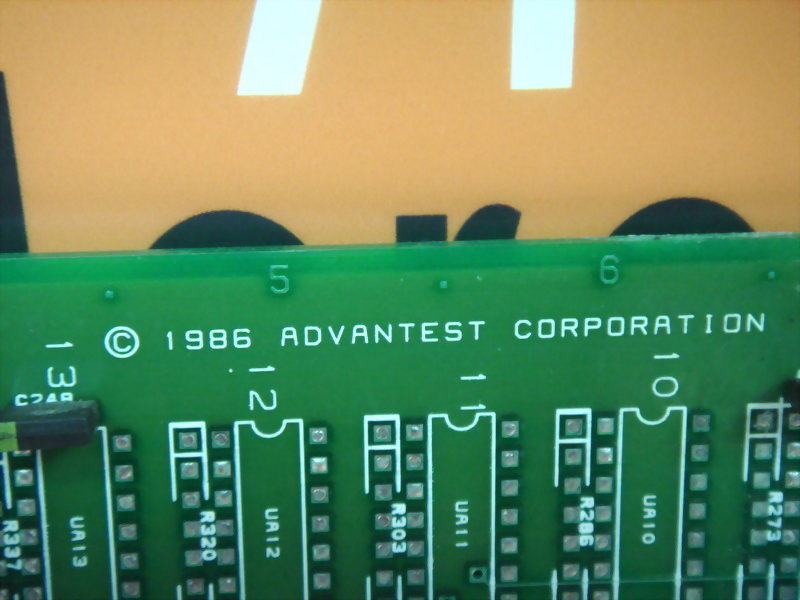 5 6
© 1986 ADVANTEST CORPORATION
13 12 11 10
C248
R337 UA13 R320 UA12 R303 UA11 R286 UA10 R273